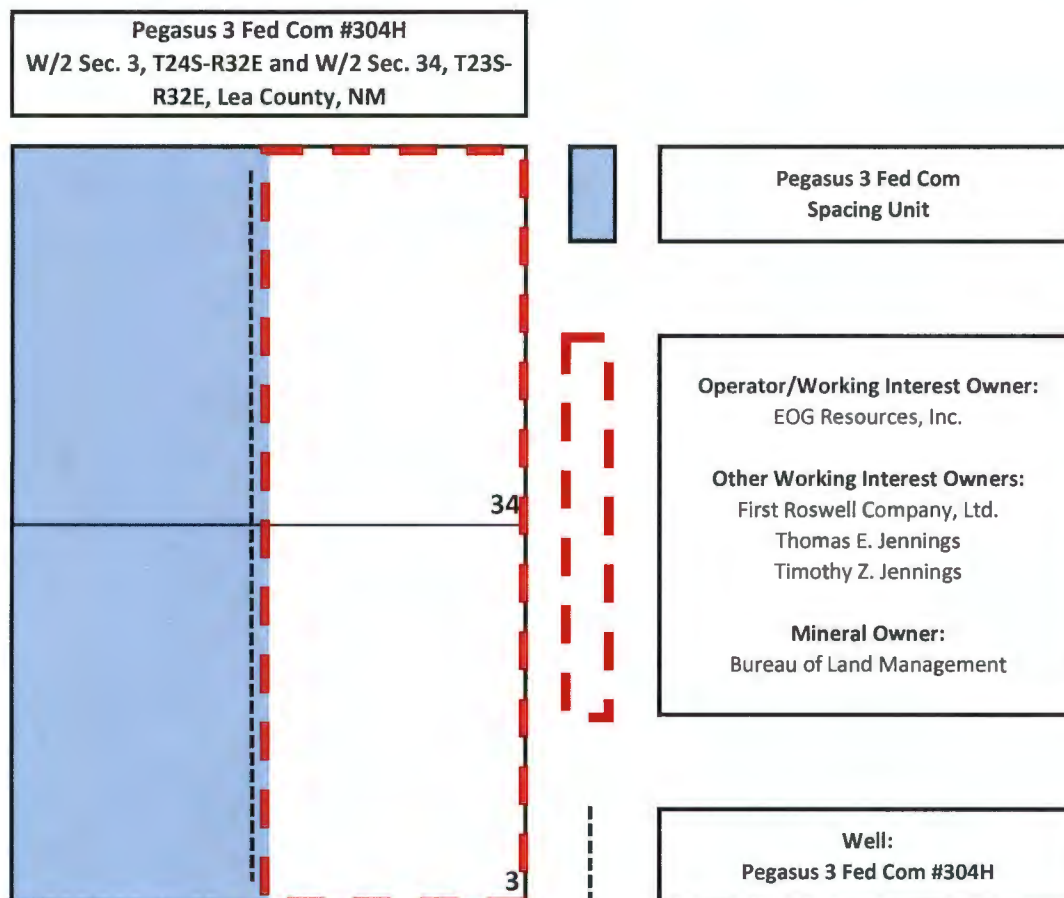 Pegasus 3 Fed Com #304H
W/2 Sec. 3, T24S-R32E and W/2 Sec. 34, T23S-
R32E, Lea County, NM
Pegasus 3 Fed Com
Spacing Unit
Operator/Working Interest Owner:
EOG Resources, Inc.
Other Working Interest Owners:
First Roswell Company, Ltd.
Thomas E. Jennings
Timothy Z. Jennings
Mineral Owner:
Bureau of Land Management
34
3
Well:
Pegasus 3 Fed Com #304H